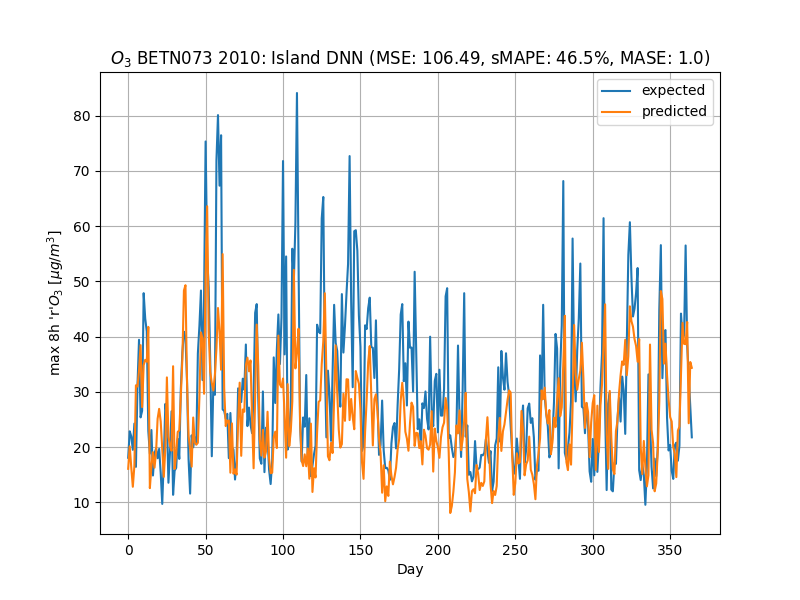 O3 BETN073 2010: Island DNN (MSE: 106.49, sMAPE: 46.5%, MASE: 1.0)
expected
predicted
max 8h 'r'O3 [μg/m3]
80
70
60
50
40
30
20
10
0 50 100 150 200 250 300 350
Day